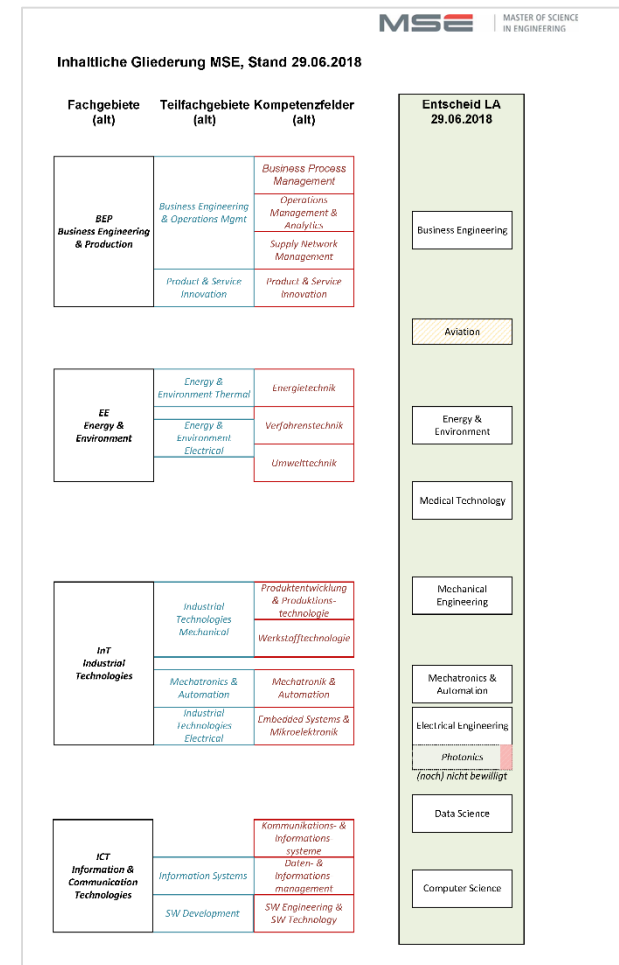 MSE
MASTER OF SCIENCE
IN ENGINEERING
Inhaltliche Gliederung MSE, Stand 29.06.2018
Fachgebiete
(alt)
Teilfachgebiete
(alt)
Kompetenzfelder
(alt)
Entscheid LA
29.06.2018
BEP
Business Engineering
& Production
Business Engineering
& Operations Mgmt
Product & Service
Innovation
Business Process
Management
Operations
Management &
Analytics
Supply Network
Management
Product & Service
Innovation
Business Engineering
Aviation
EE
Energy &
Environment
Energy &
Environment Thermal
Energy &
Environment
Electrical
Energietechnik
Verfahrenstechnik
Umwelttechnik
Energy &
Environment
Medical Technology
InT
Industrial
Technologies
Industrial
Technologies
Mechanical
Mechatronics &
Automation
Industrial
Technologies
Electrical
Produktentwicklung
& Produktions-
technologie
Werkstofftechnologie
Mechatronik &
Automation
Embedded Systems &
Mikroelektronik
Mechanical
Engineering
Mechatronics &
Automation
Electrical Engineering
Photonics
(noch) nicht bewilligt
Data Science
ICT
Information &
Communication
Technologies
Information Systems
SW Development
Kommunikations- &
Informations
systeme
Daten- &
Informations
management
SW Engineering &
SW Technology
Computer Science